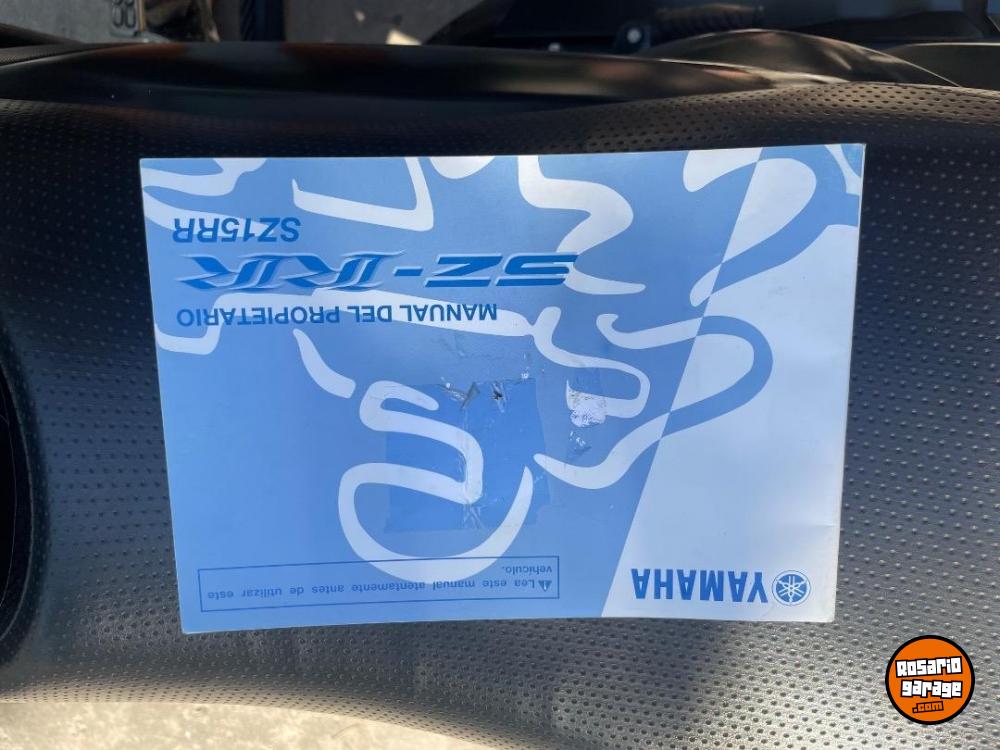 YAMAHA
⚠ Lea este manual atentamente antes de utilizar este
vehículo.
MANUAL DEL PROPIETARIO
SZ-RR
SZ15RR
Rosario
garage
.com